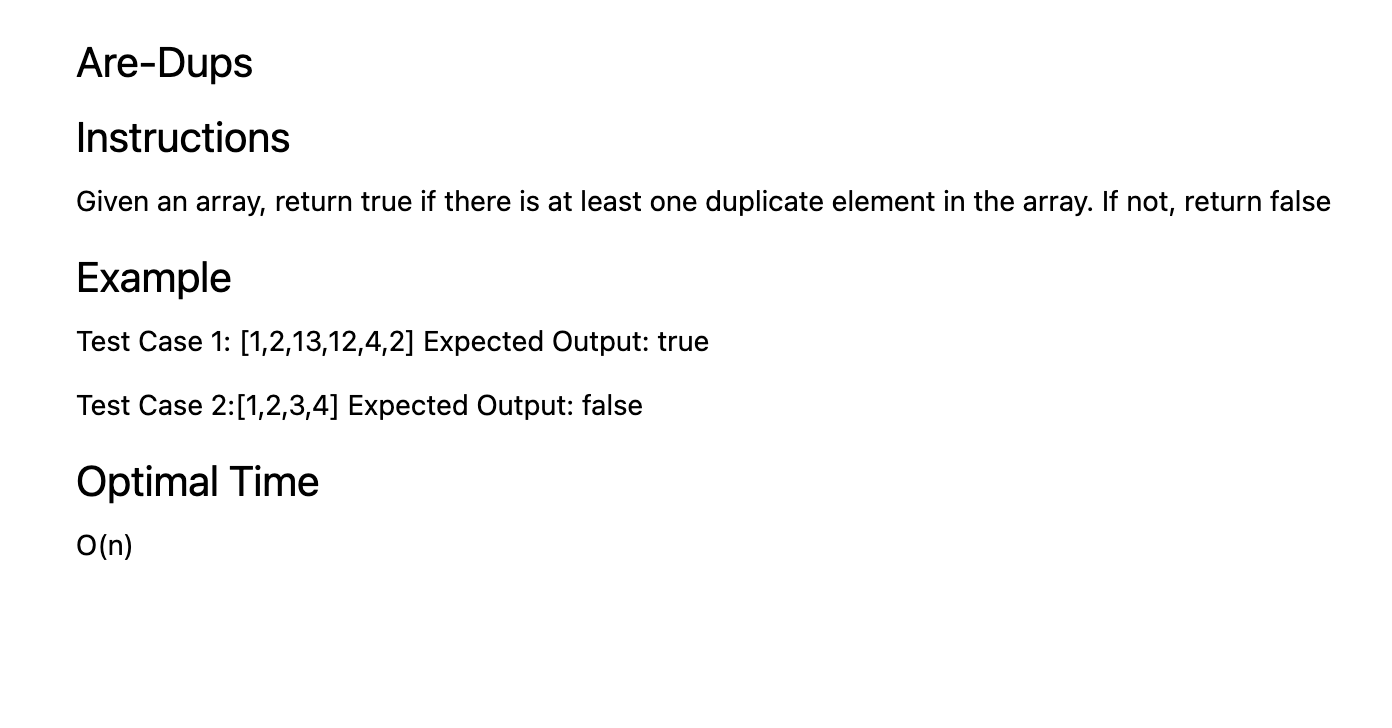 Are-Dups
Instructions
Given an array, return true if there is at least one duplicate element in the array. If not, return false
Example
Test Case 1: [1,2,13,12,4,2] Expected Output: true
Test Case 2:[1,2,3,4] Expected Output: false
Optimal Time
O(n)